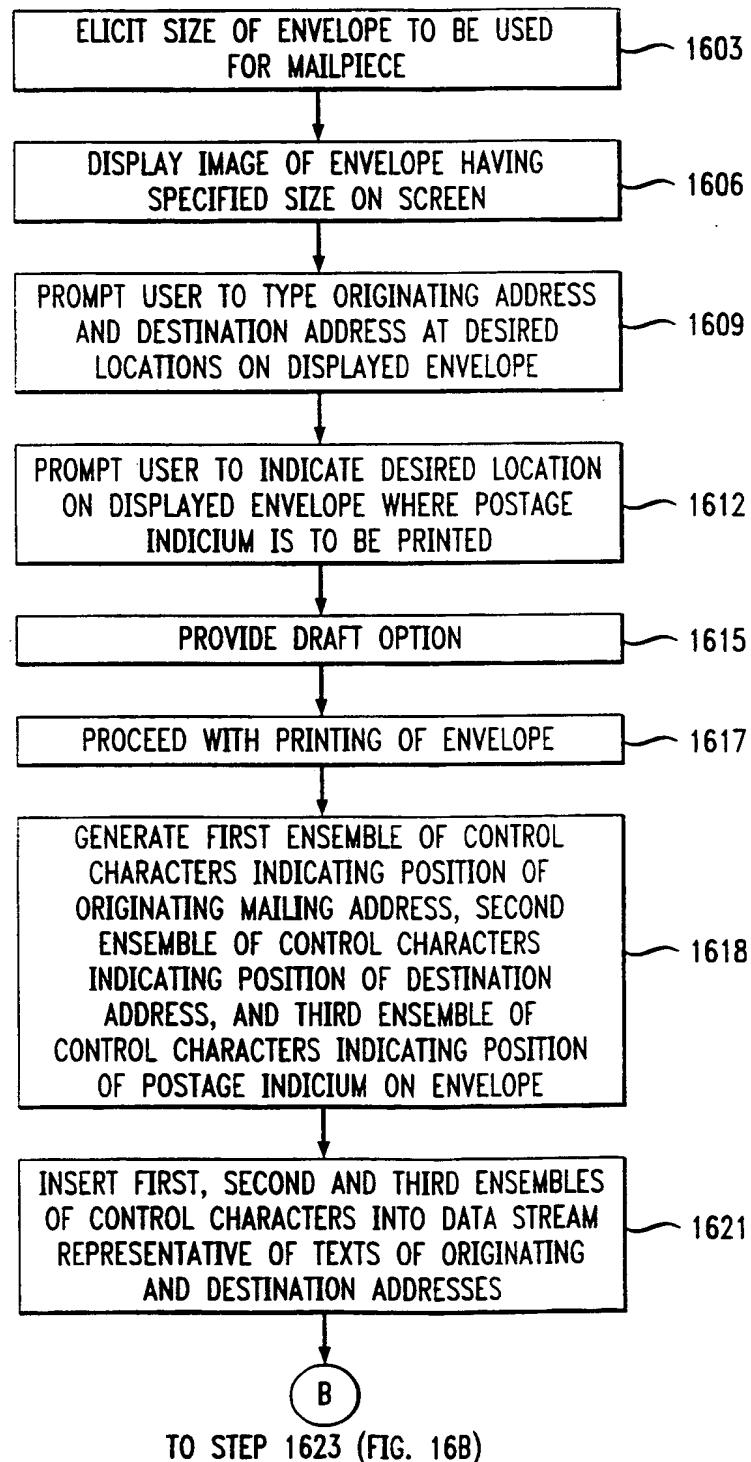 ELICIT SIZE OF ENVELOPE TO BE USED
FOR MAILPIECE
1603
DISPLAY IMAGE OF ENVELOPE HAVING
SPECIFIED SIZE ON SCREEN
1606
PROMPT USER TO TYPE ORIGINATING ADDRESS
AND DESTINATION ADDRESS AT DESIRED
LOCATIONS ON DISPLAYED ENVELOPE
1609
PROMPT USER TO INDICATE DESIRED LOCATION
ON DISPLAYED ENVELOPE WHERE POSTAGE
INDICIUM IS TO BE PRINTED
1612
PROVIDE DRAFT OPTION
1615
PROCEED WITH PRINTING OF ENVELOPE
1617
GENERATE FIRST ENSEMBLE OF CONTROL
CHARACTERS INDICATING POSITION OF
ORIGINATING MAILING ADDRESS, SECOND
ENSEMBLE OF CONTROL CHARACTERS
INDICATING POSITION OF DESTINATION
ADDRESS, AND THIRD ENSEMBLE OF
CONTROL CHARACTERS INDICATING POSITION
OF POSTAGE INDICIUM ON ENVELOPE
1618
INSERT FIRST, SECOND AND THIRD ENSEMBLES
OF CONTROL CHARACTERS INTO DATA STREAM
REPRESENTATIVE OF TEXTS OF ORIGINATING
AND DESTINATION ADDRESSES
1621
B
TO STEP 1623 (FIG. 16B)